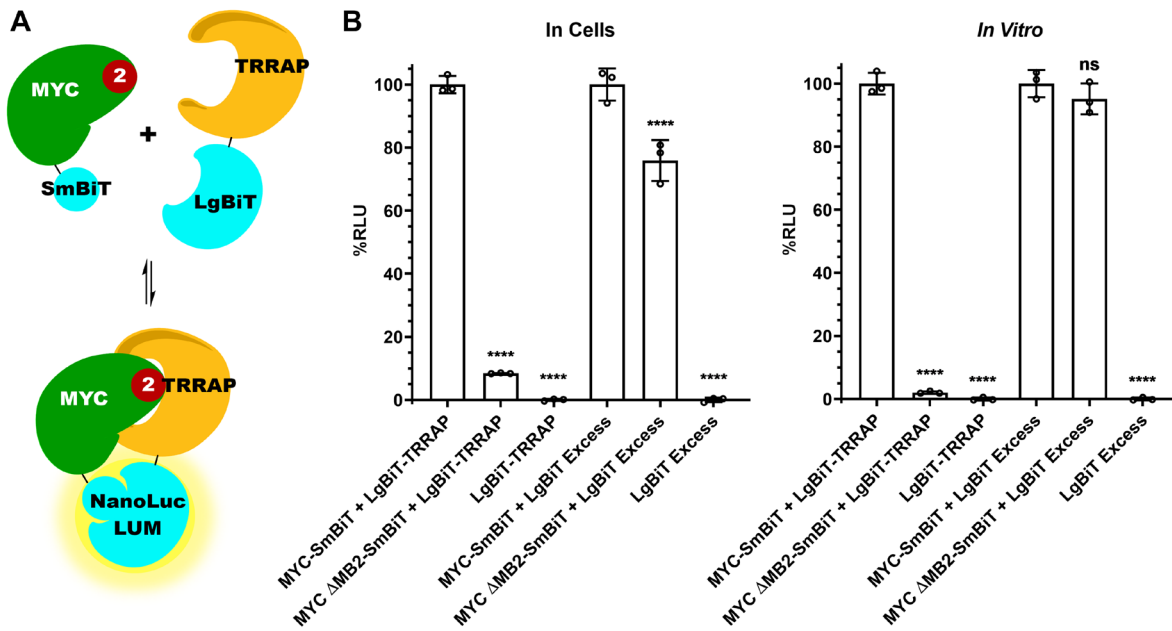 A
MYC
2
TRRAP
+
SmBiT
LgBiT
MYC
2
TRRAP
NanoLuc
LUM
B
In Cells
%RLU
100
80
60
40
20
0
****
****
****
****
MYC-SmBiT + LgBiT-TRRAP
MYC ΔMB2-SmBiT + LgBiT-TRRAP
LgBiT-TRRAP
MYC-SmBiT + LgBiT Excess
MYC ΔMB2-SmBiT + LgBiT Excess
LgBiT Excess
In Vitro
%RLU
100
80
60
40
20
0
****
****
ns
****
MYC-SmBiT + LgBiT-TRRAP
MYC ΔMB2-SmBiT + LgBiT-TRRAP
LgBiT-TRRAP
MYC-SmBiT + LgBiT Excess
MYC ΔMB2-SmBiT + LgBiT Excess
LgBiT Excess